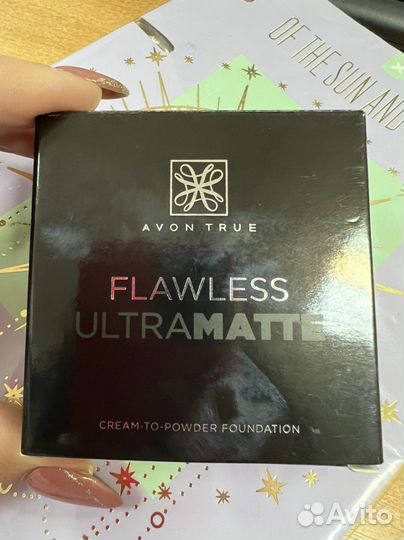 OF THE SUN AND
AVON TRUE
FLAWLESS
ULTRAMATTE
CREAM-TO-POWDER FOUNDATION
Avito